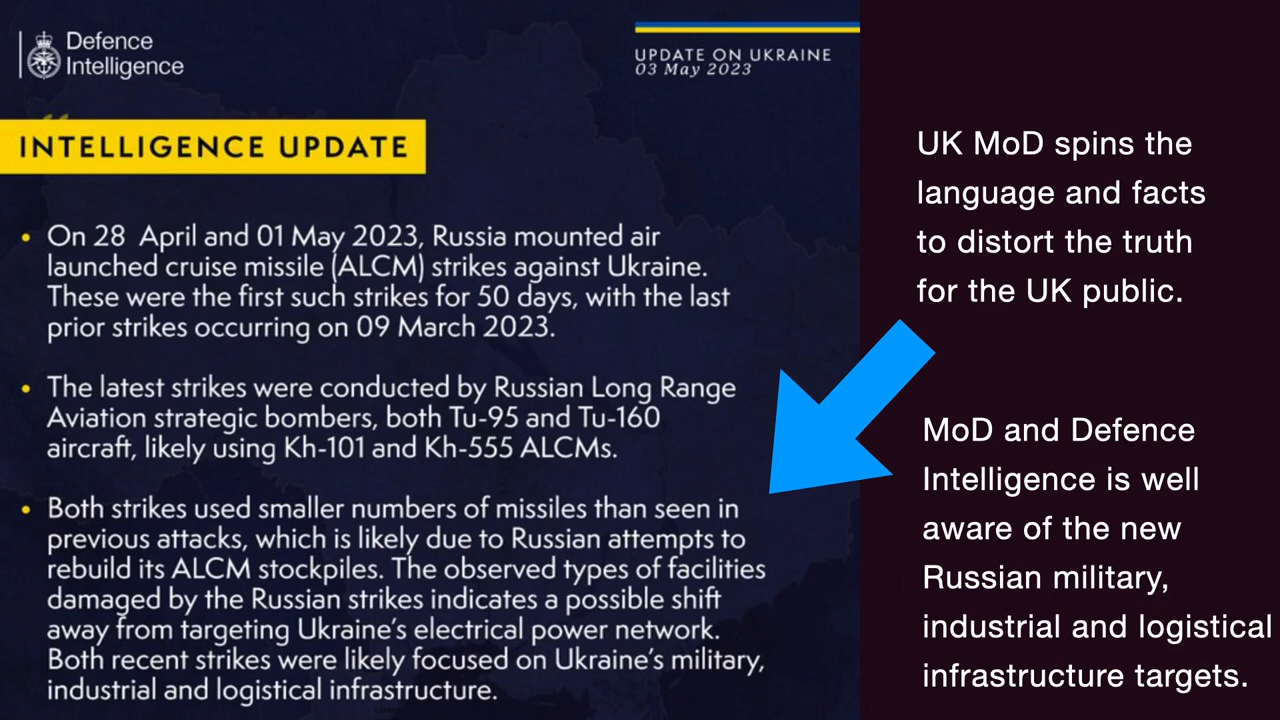 Defence
Intelligence
UPDATE ON UKRAINE
03 May 2023
INTELLIGENCE UPDATE
• On 28 April and 01 May 2023, Russia mounted air
launched cruise missile (ALCM) strikes against Ukraine.
These were the first such strikes for 50 days, with the last
prior strikes occurring on 09 March 2023.
• The latest strikes were conducted by Russian Long Range
Aviation strategic bombers, both Tu-95 and Tu-160
aircraft, likely using Kh-101 and Kh-555 ALCMs.
• Both strikes used smaller numbers of missiles than seen in
previous attacks, which is likely due to Russian attempts to
rebuild its ALCM stockpiles. The observed types of facilities
damaged by the Russian strikes indicates a possible shift
away from targeting Ukraine's electrical power network.
Both recent strikes were likely focused on Ukraine's military,
industrial and logistical infrastructure.
UK MoD spins the
language and facts
to distort the truth
for the UK public.
MoD and Defence
Intelligence is well
aware of the new
Russian military,
industrial and logistical
infrastructure targets.